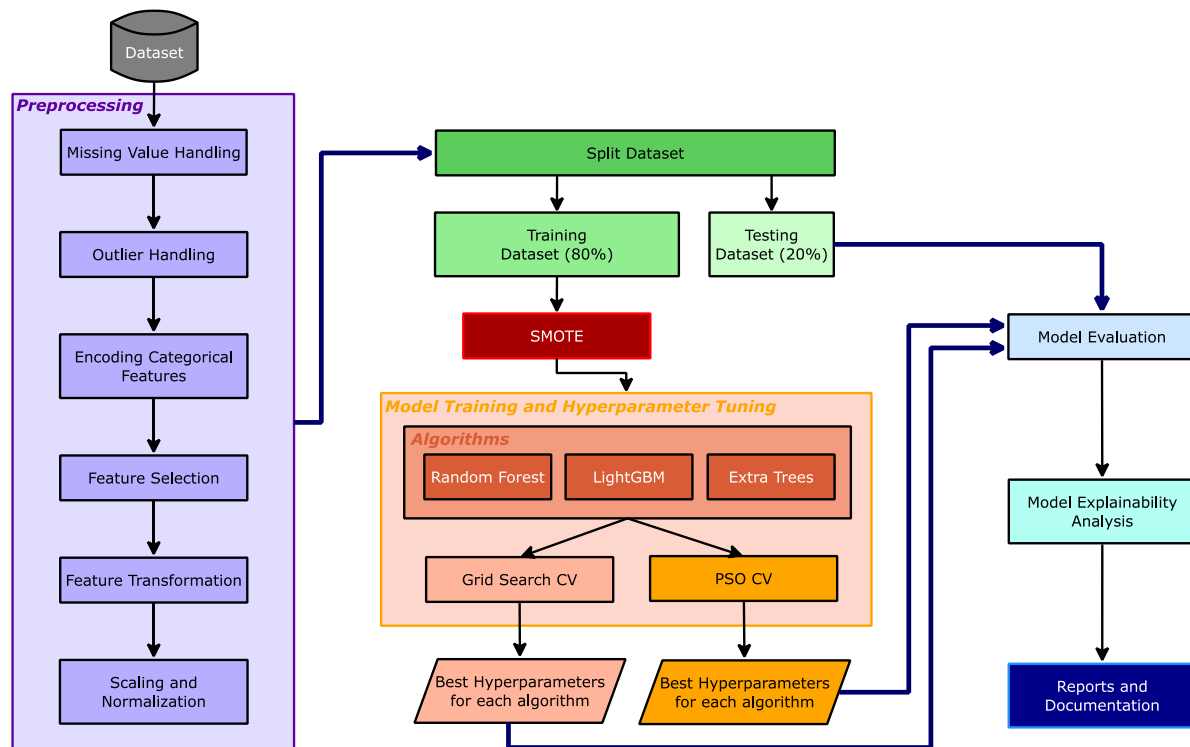 Dataset
Preprocessing
Missing Value Handling
Outlier Handling
Encoding Categorical
Features
Feature Selection
Feature Transformation
Scaling and
Normalization
Split Dataset
Training
Dataset (80%)
Testing
Dataset (20%)
SMOTE
Model Training and Hyperparameter Tuning
Algorithms
Random Forest
LightGBM
Extra Trees
Grid Search CV
PSO CV
Best Hyperparameters
for each algorithm
Best Hyperparameters
for each algorithm
Model Evaluation
Model Explainability
Analysis
Reports and
Documentation